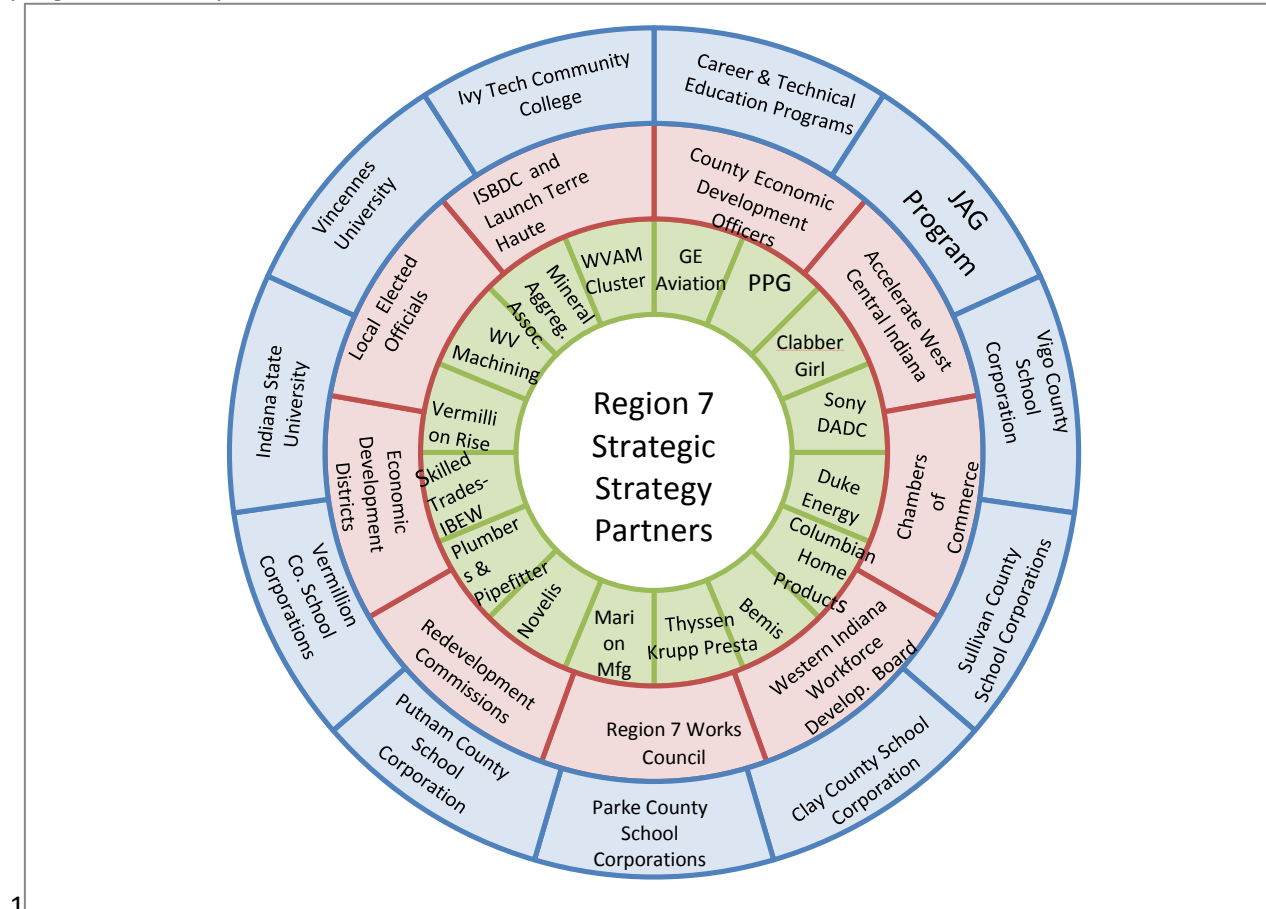 Ivy Tech Community
College
Career & Technical
Education Programs
JAG
Program
Vigo County
School
Corporation
Sullivan County
School Corporations
Clay County School
Corporation
Parke County
School
Corporations
Putnam County
School
Corporation
Vermillion
Co. School
Corporations
Indiana State
University
Vincennes
University
ISBDC and
Launch Terre
Haute
County Economic
Development
Officers
Accelerate West
Central Indiana
Chambers
of
Commerce
Western Indiana
Workforce
Develop. Board
Region 7 Works
Council
Redevelopment
Commissions
Economic
Development
Districts
Local Elected
Officials
WVAM
Cluster
GE
Aviation
PPG
Clabber
Girl
Sony
DADC
Duke
Energy
Columbian
Home
Products
Bemis
Thyssen
Krupp Presta
Mari
on
Mfg
Novelis
Plumber
s &
Pipefitter
Skilled
Trades-
IBEW
Vermilli
on Rise
WV
Machining
Mineral
Aggreg.
Assoc.
Region 7
Strategic
Strategy
Partners
1